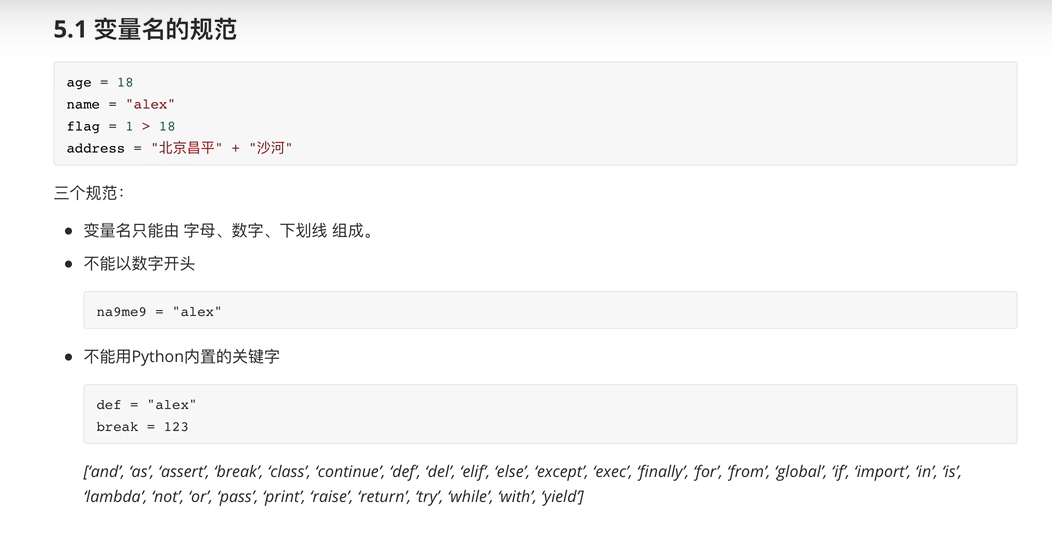 5.1 变量名的规范
age = 18
name = "alex"
flag = 1 > 18
address = "北京昌平" + "沙河"
三个规范：
● 变量名只能由 字母、数字、下划线 组成。
● 不能以数字开头
na9me9 = "alex"
● 不能用Python内置的关键字
def = "alex"
break = 123
[‘and’, ‘as’, ‘assert’, ‘break’, ‘class’, ‘continue’, ‘def’, ‘del’, ‘elif’, ‘else’, ‘except’, ‘exec’, ‘finally’, ‘for’, ‘from’, ‘global’, ‘if’, ‘import’, ‘in’, ‘is’,
‘lambda’, ‘not’, ‘or’, ‘pass’, ‘print’, ‘raise’, ‘return’, ‘try’, ‘while’, ‘with’, ‘yield’]